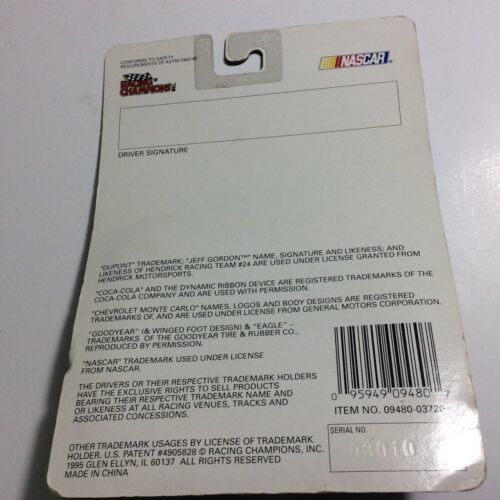 CONFORMS TO SAFETY
REQUIREMENTS OF ASTM F963-96
RACING
CHAMPIONS
NASCAR
DRIVER SIGNATURE
"DUPONT" TRADEMARK; "JEFF GORDON™" NAME, SIGNATURE AND LIKENESS; AND
LIKENESS OF HENDRICK RACING TEAM #24 ARE USED UNDER LICENSE GRANTED FROM
HENDRICK MOTORSPORTS.
"COCA-COLA" AND THE DYNAMIC RIBBON DEVICE ARE REGISTERED TRADEMARKS OF THE
COCA-COLA COMPANY AND ARE USED WITH PERMISSION.
"CHEVROLET MONTE CARLO" NAMES, LOGOS AND BODY DESIGNS ARE REGISTERED
TRADEMARKS OF, AND ARE USED UNDER LICENSE FROM GENERAL MOTORS CORPORATION.
"GOODYEAR" (& WINGED FOOT DESIGN) & "EAGLE" –
TRADEMARKS OF THE GOODYEAR TIRE & RUBBER CO.,
REPRODUCED BY PERMISSION.
"NASCAR" TRADEMARK USED UNDER LICENSE
FROM NASCAR.
THE DRIVERS OR THEIR RESPECTIVE TRADEMARK HOLDERS
HAVE THE EXCLUSIVE RIGHTS TO SELL PRODUCTS
BEARING THEIR RESPECTIVE TRADEMARK NAME AND
OR LIKENESS AT ALL RACING VENUES, TRACKS AND
ASSOCIATED CONCESSIONS.
0 95949 09480 7
ITEM NO. 09480-03720
SERIAL NO.
03010
OTHER TRADEMARK USAGES BY LICENSE OF TRADEMARK
HOLDER. U.S. PATENT #4905828 © RACING CHAMPIONS, INC.
1995 GLEN ELLYN, IL 60137 ALL RIGHTS RESERVED
MADE IN CHINA